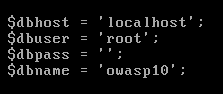 $dbhost = 'localhost';
$dbuser = 'root';
$dbpass = '';
$dbname = 'owasp10';